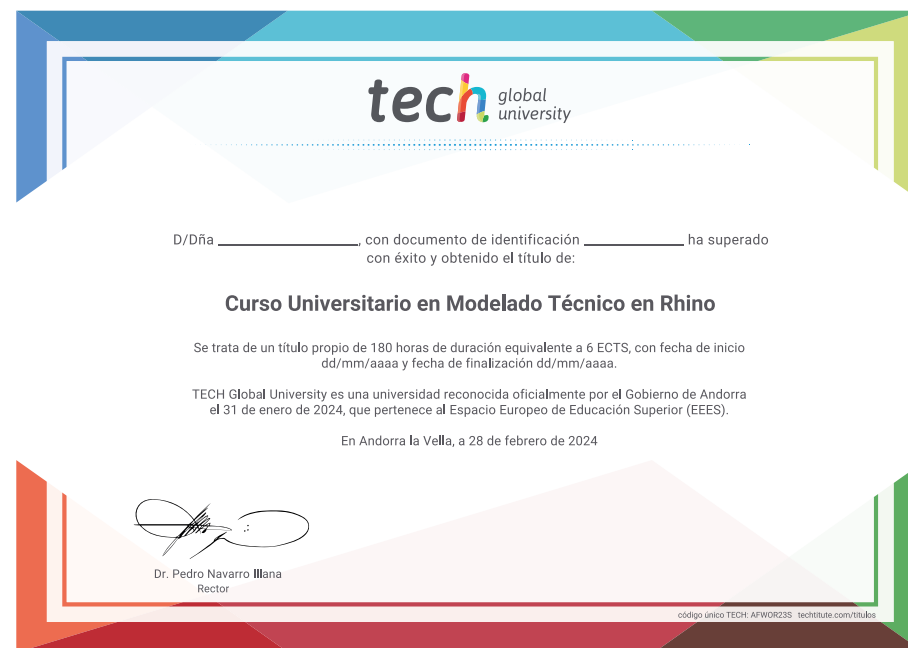 tech global university
D/Dña ____________________, con documento de identificación ______________ ha superado
con éxito y obtenido el título de:
Curso Universitario en Modelado Técnico en Rhino
Se trata de un título propio de 180 horas de duración equivalente a 6 ECTS, con fecha de inicio
dd/mm/aaaa y fecha de finalización dd/mm/aaaa.
TECH Global University es una universidad reconocida oficialmente por el Gobierno de Andorra
el 31 de enero de 2024, que pertenece al Espacio Europeo de Educación Superior (EEES).
En Andorra la Vella, a 28 de febrero de 2024
Dr. Pedro Navarro Illana
Rector
código único TECH: AFWOR23S techtitute.com/titulos